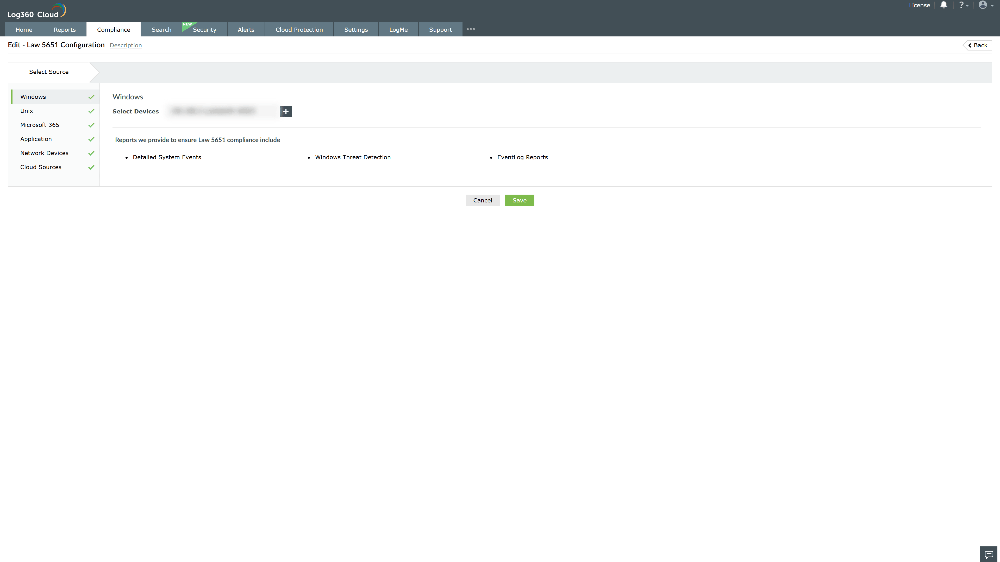 Log360 Cloud
License
?
Home
Reports
Compliance
Search
NEW
Security
Alerts
Cloud Protection
Settings
LogMe
Support
Edit - Law 5651 Configuration
Description
Back
Select Source
Windows
Unix
Microsoft 365
Application
Network Devices
Cloud Sources
Windows
Select Devices
Reports we provide to ensure Law 5651 compliance include
• Detailed System Events
• Windows Threat Detection
• EventLog Reports
Cancel
Save